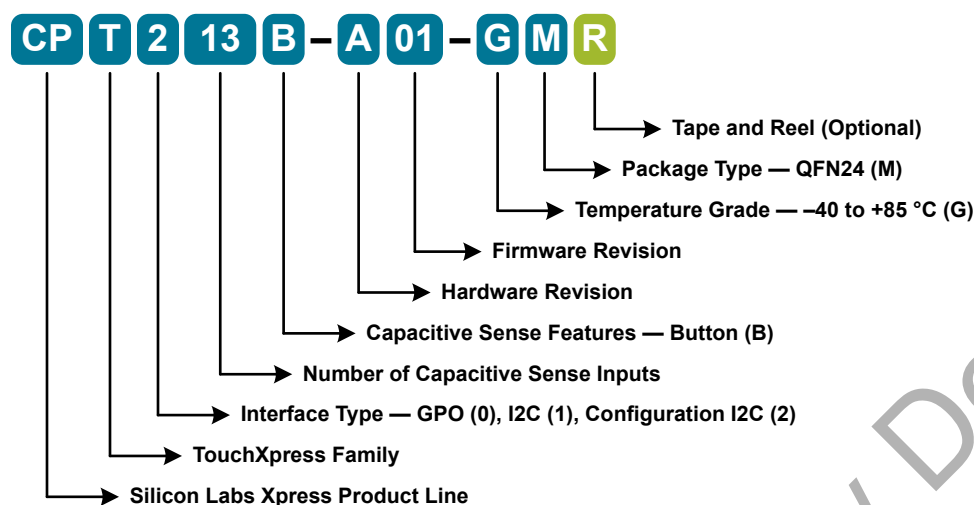 CP T 2 13 B – A 01 – G M R
Tape and Reel (Optional)
Package Type — QFN24 (M)
Temperature Grade — –40 to +85 °C (G)
Firmware Revision
Hardware Revision
Capacitive Sense Features — Button (B)
Number of Capacitive Sense Inputs
Interface Type — GPO (0), I2C (1), Configuration I2C (2)
TouchXpress Family
Silicon Labs Xpress Product Line